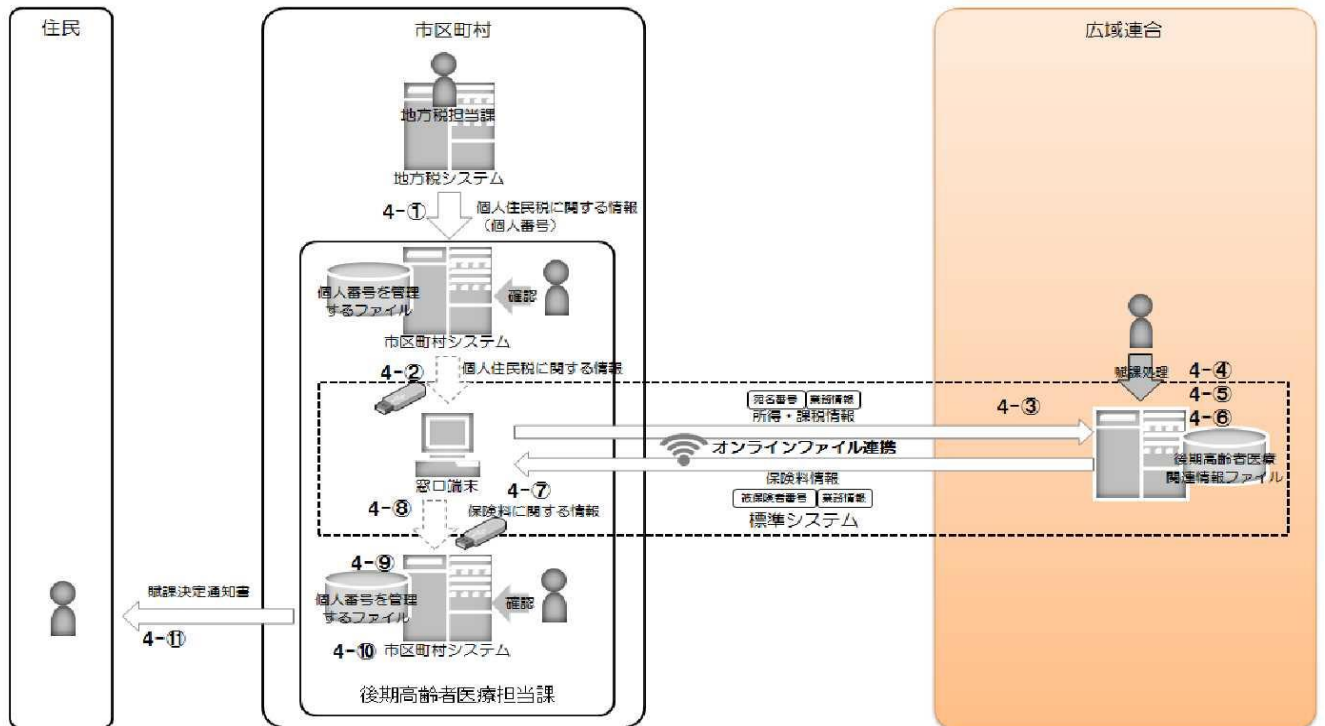 住民
市区町村
広域連合
地方税担当課
地方税システム
4-①
個人住民税に関する情報
（個人番号）
個人番号を管理
するファイル
確認
市区町村システム
4-②
個人住民税に関する情報
賦課処理
4-④
4-⑤
4-⑥
宛名番号
業務情報
所得・課税情報
4-③
オンラインファイル連携
後期高齢者医療
関連情報ファイル
窓口端末
4-⑦
保険料情報
被保険者番号
業務情報
標準システム
4-⑧
保険料に関する情報
4-⑨
個人番号を管理
するファイル
確認
4-⑩
市区町村システム
賦課決定通知書
4-⑪
後期高齢者医療担当課